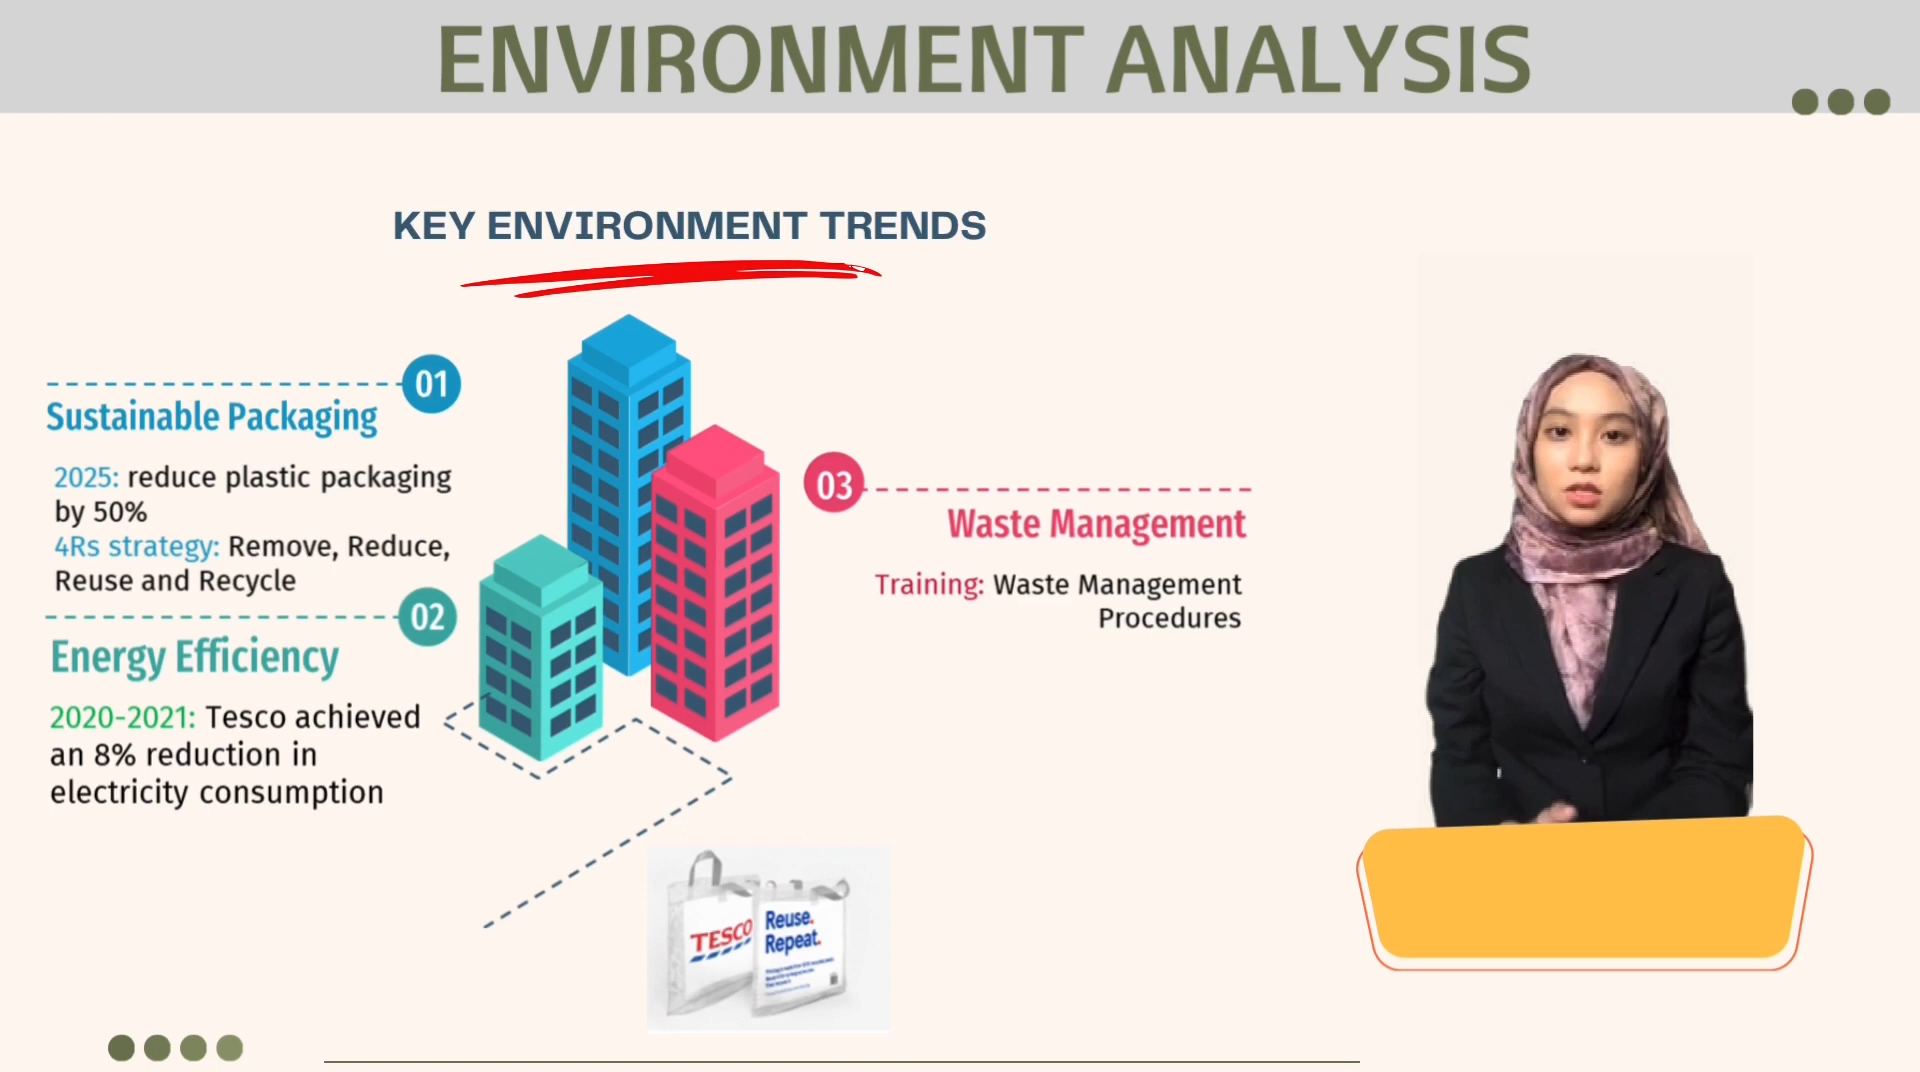 ENVIRONMENT ANALYSIS
KEY ENVIRONMENT TRENDS
01
Sustainable Packaging
2025: reduce plastic packaging
by 50%
4Rs strategy: Remove, Reduce,
Reuse and Recycle
02
Energy Efficiency
2020-2021: Tesco achieved
an 8% reduction in
electricity consumption
03
Waste Management
Training: Waste Management
Procedures
TESCO
Reuse.
Repeat.